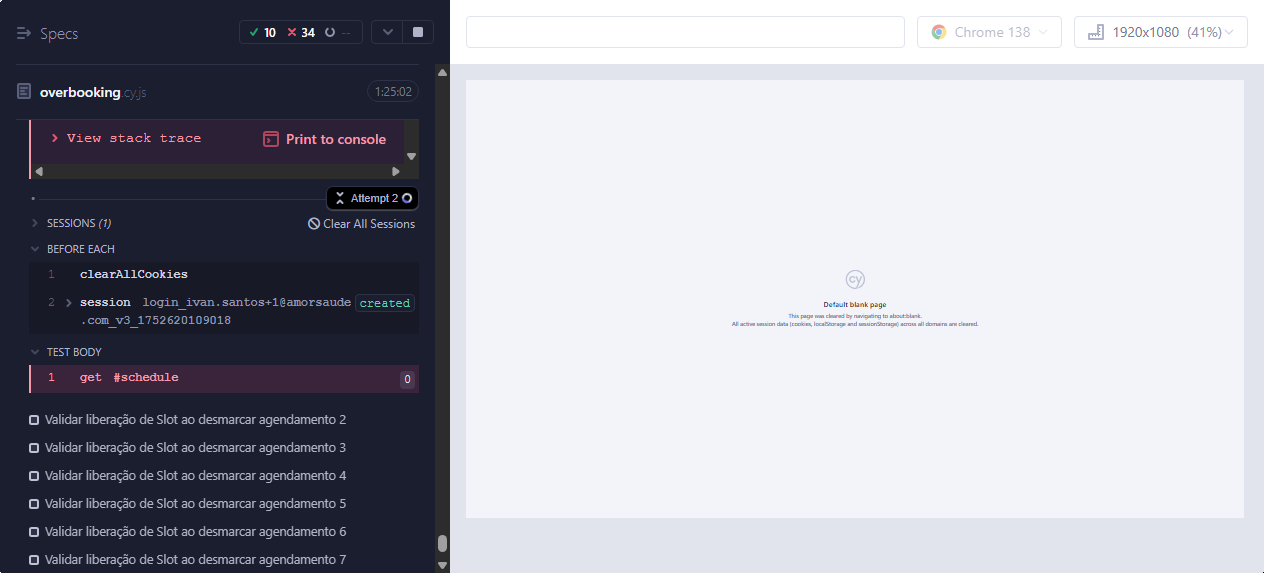 Specs
10 34 --
Chrome 138
1920x1080 (41%)
overbooking.cy.js
1:25:02
View stack trace
Print to console
Attempt 2
SESSIONS (1)
Clear All Sessions
BEFORE EACH
1 clearAllCookies
2 session login_ivan.santos+1@amorsaude created
.com_v3_1752620109018
TEST BODY
1 get #schedule 0
Validar liberação de Slot ao desmarcar agendamento 2
Validar liberação de Slot ao desmarcar agendamento 3
Validar liberação de Slot ao desmarcar agendamento 4
Validar liberação de Slot ao desmarcar agendamento 5
Validar liberação de Slot ao desmarcar agendamento 6
Validar liberação de Slot ao desmarcar agendamento 7
cy
Default blank page
This page was cleared by navigating to about:blank.
All active session data (cookies, localStorage and sessionStorage) across all domains are cleared.